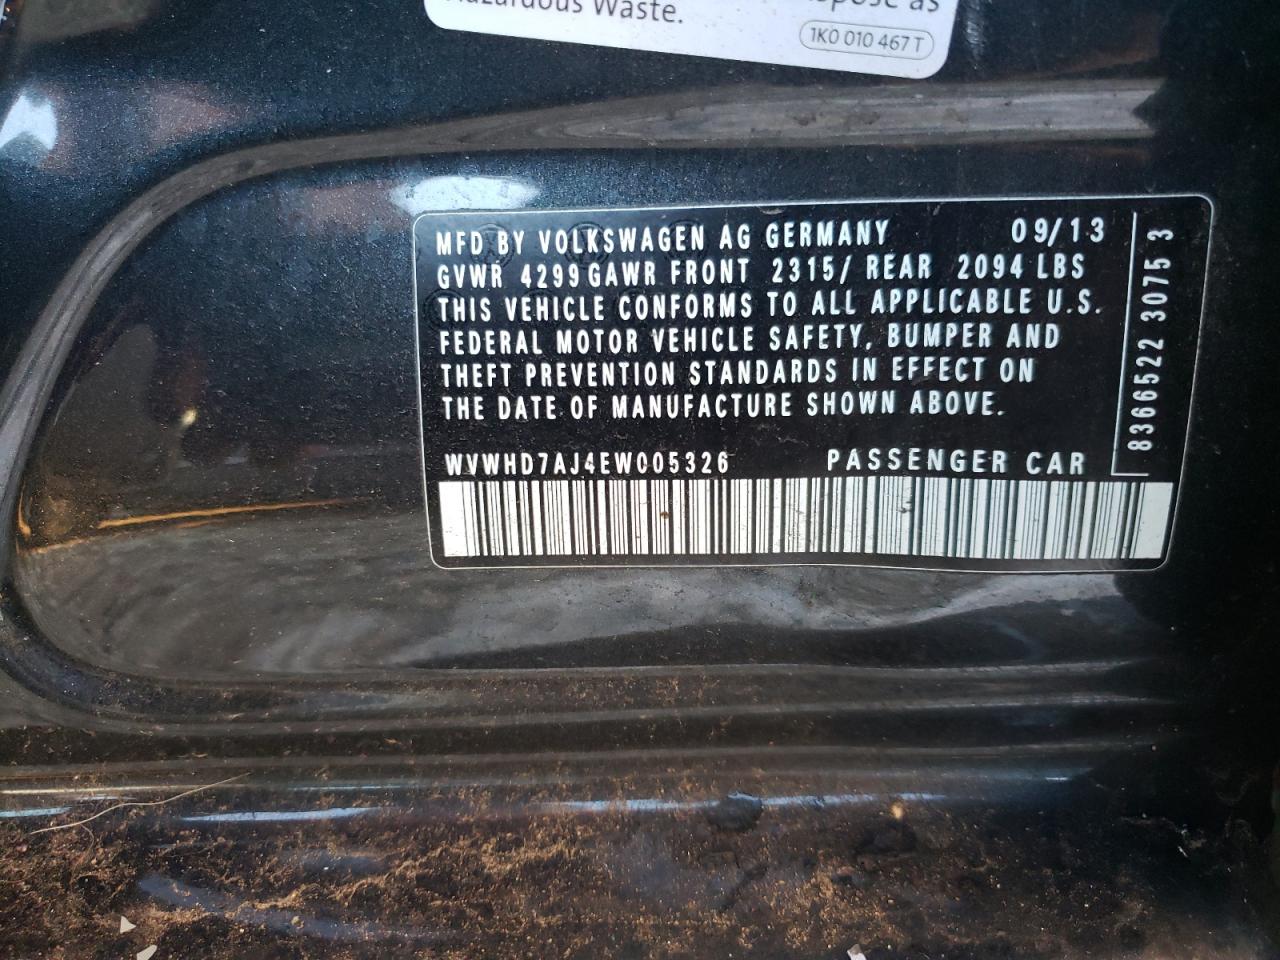 Hazardous Waste.
as
1K0 010 467 T
MFD BY VOLKSWAGEN AG GERMANY 09/13
GVWR 4299 GAWR FRONT 2315/ REAR 2094 LBS
THIS VEHICLE CONFORMS TO ALL APPLICABLE U.S.
FEDERAL MOTOR VEHICLE SAFETY, BUMPER AND
THEFT PREVENTION STANDARDS IN EFFECT ON
THE DATE OF MANUFACTURE SHOWN ABOVE.
WVWHD7AJ4EW005326 PASSENGER CAR
8366522 3075 3